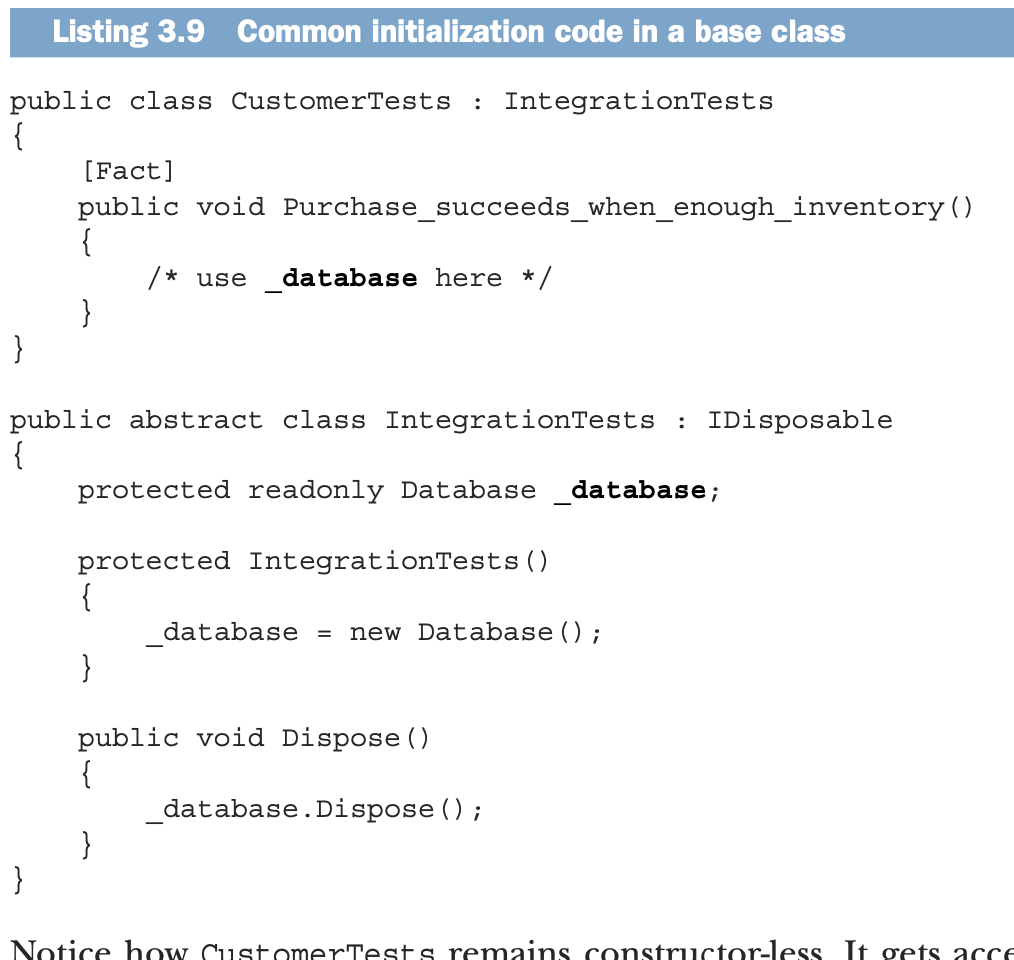 Listing 3.9 Common initialization code in a base class
public class CustomerTests : IntegrationTests
{
    [Fact]
    public void Purchase_succeeds_when_enough_inventory()
    {
        /* use _database here */
    }
}
public abstract class IntegrationTests : IDisposable
{
    protected readonly Database _database;
    protected IntegrationTests()
    {
        _database = new Database();
    }
    public void Dispose()
    {
        _database.Dispose();
    }
}
Notice how CustomerTests remains constructor-less. It gets acce